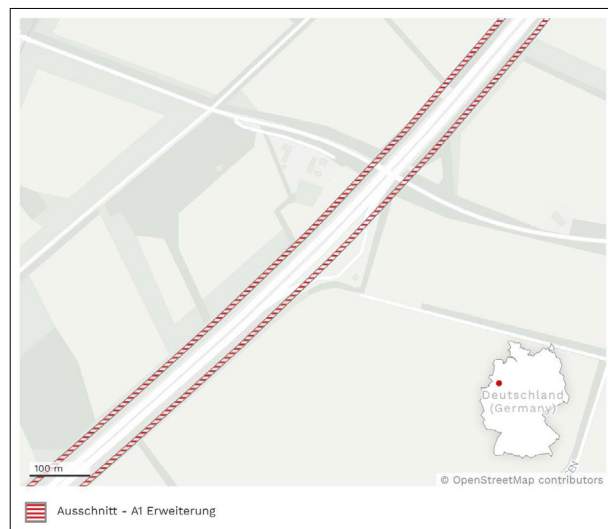 Deutschland
(Germany)
100 m
© OpenStreetMap contributors
Ausschnitt - A1 Erweiterung